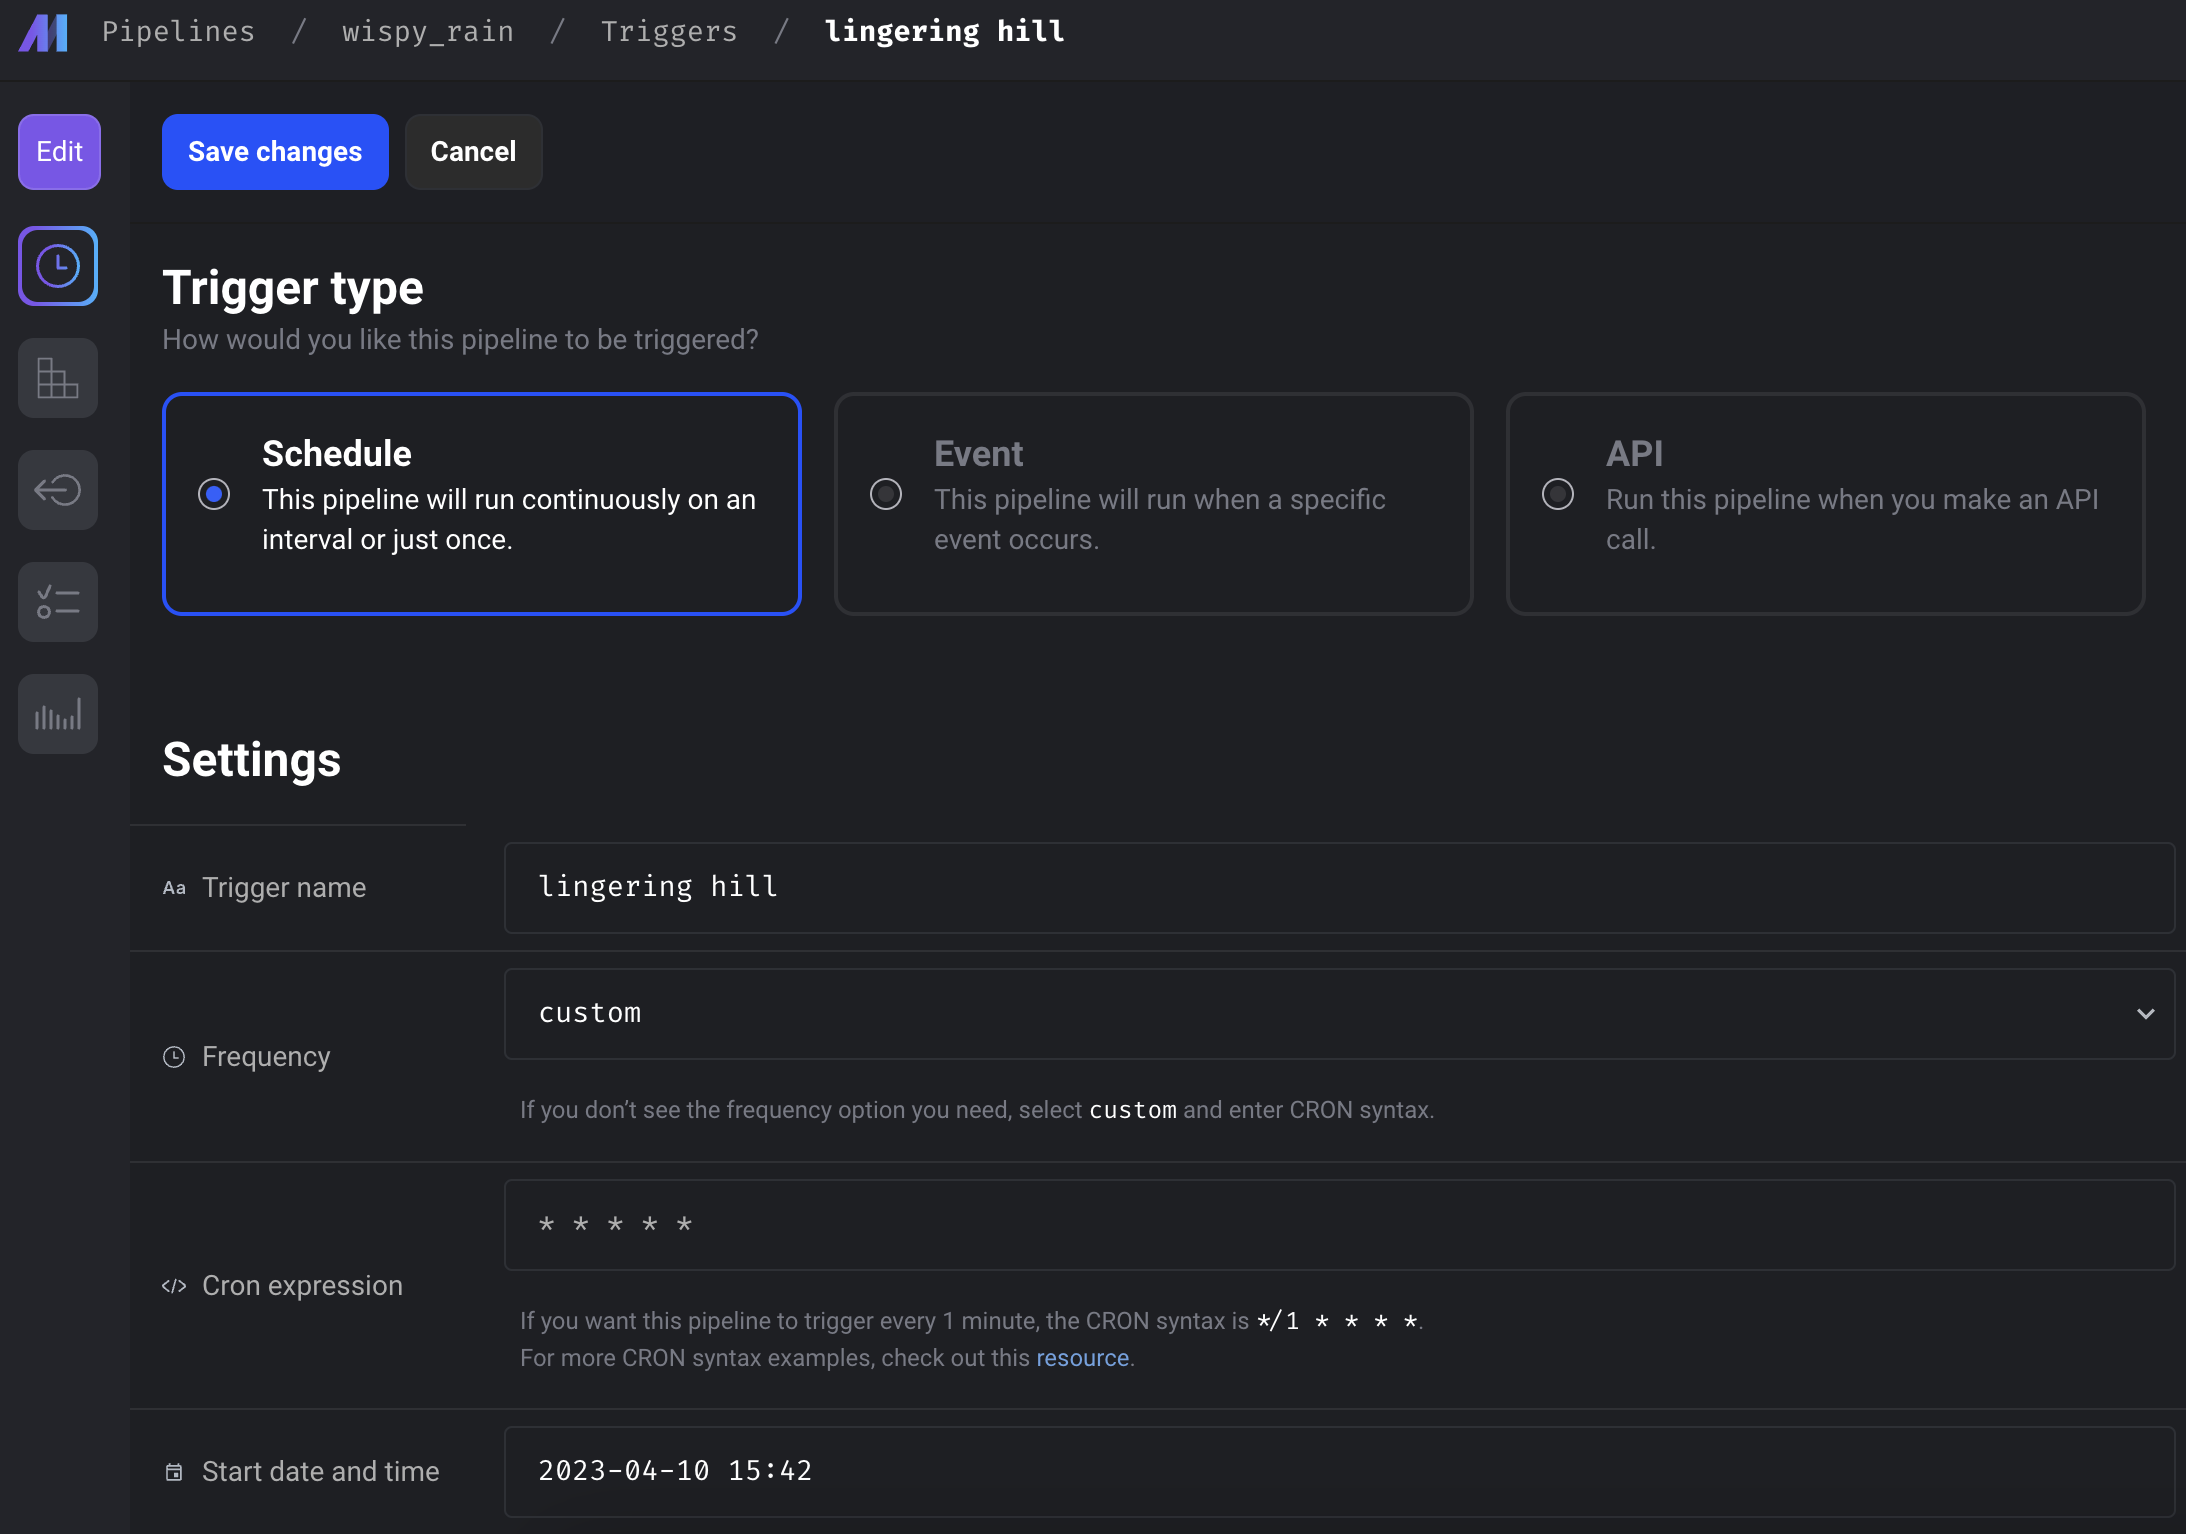 Pipelines / wispy_rain / Triggers / lingering hill
Edit
Save changes
Cancel
Trigger type
How would you like this pipeline to be triggered?
Schedule
This pipeline will run continuously on an
interval or just once.
Event
This pipeline will run when a specific
event occurs.
API
Run this pipeline when you make an API
call.
Settings
Aa Trigger name
lingering hill
Frequency
custom
If you don’t see the frequency option you need, select custom and enter CRON syntax.
</> Cron expression
* * * * *
If you want this pipeline to trigger every 1 minute, the CRON syntax is */1 * * * *.
For more CRON syntax examples, check out this resource.
Start date and time
2023-04-10 15:42